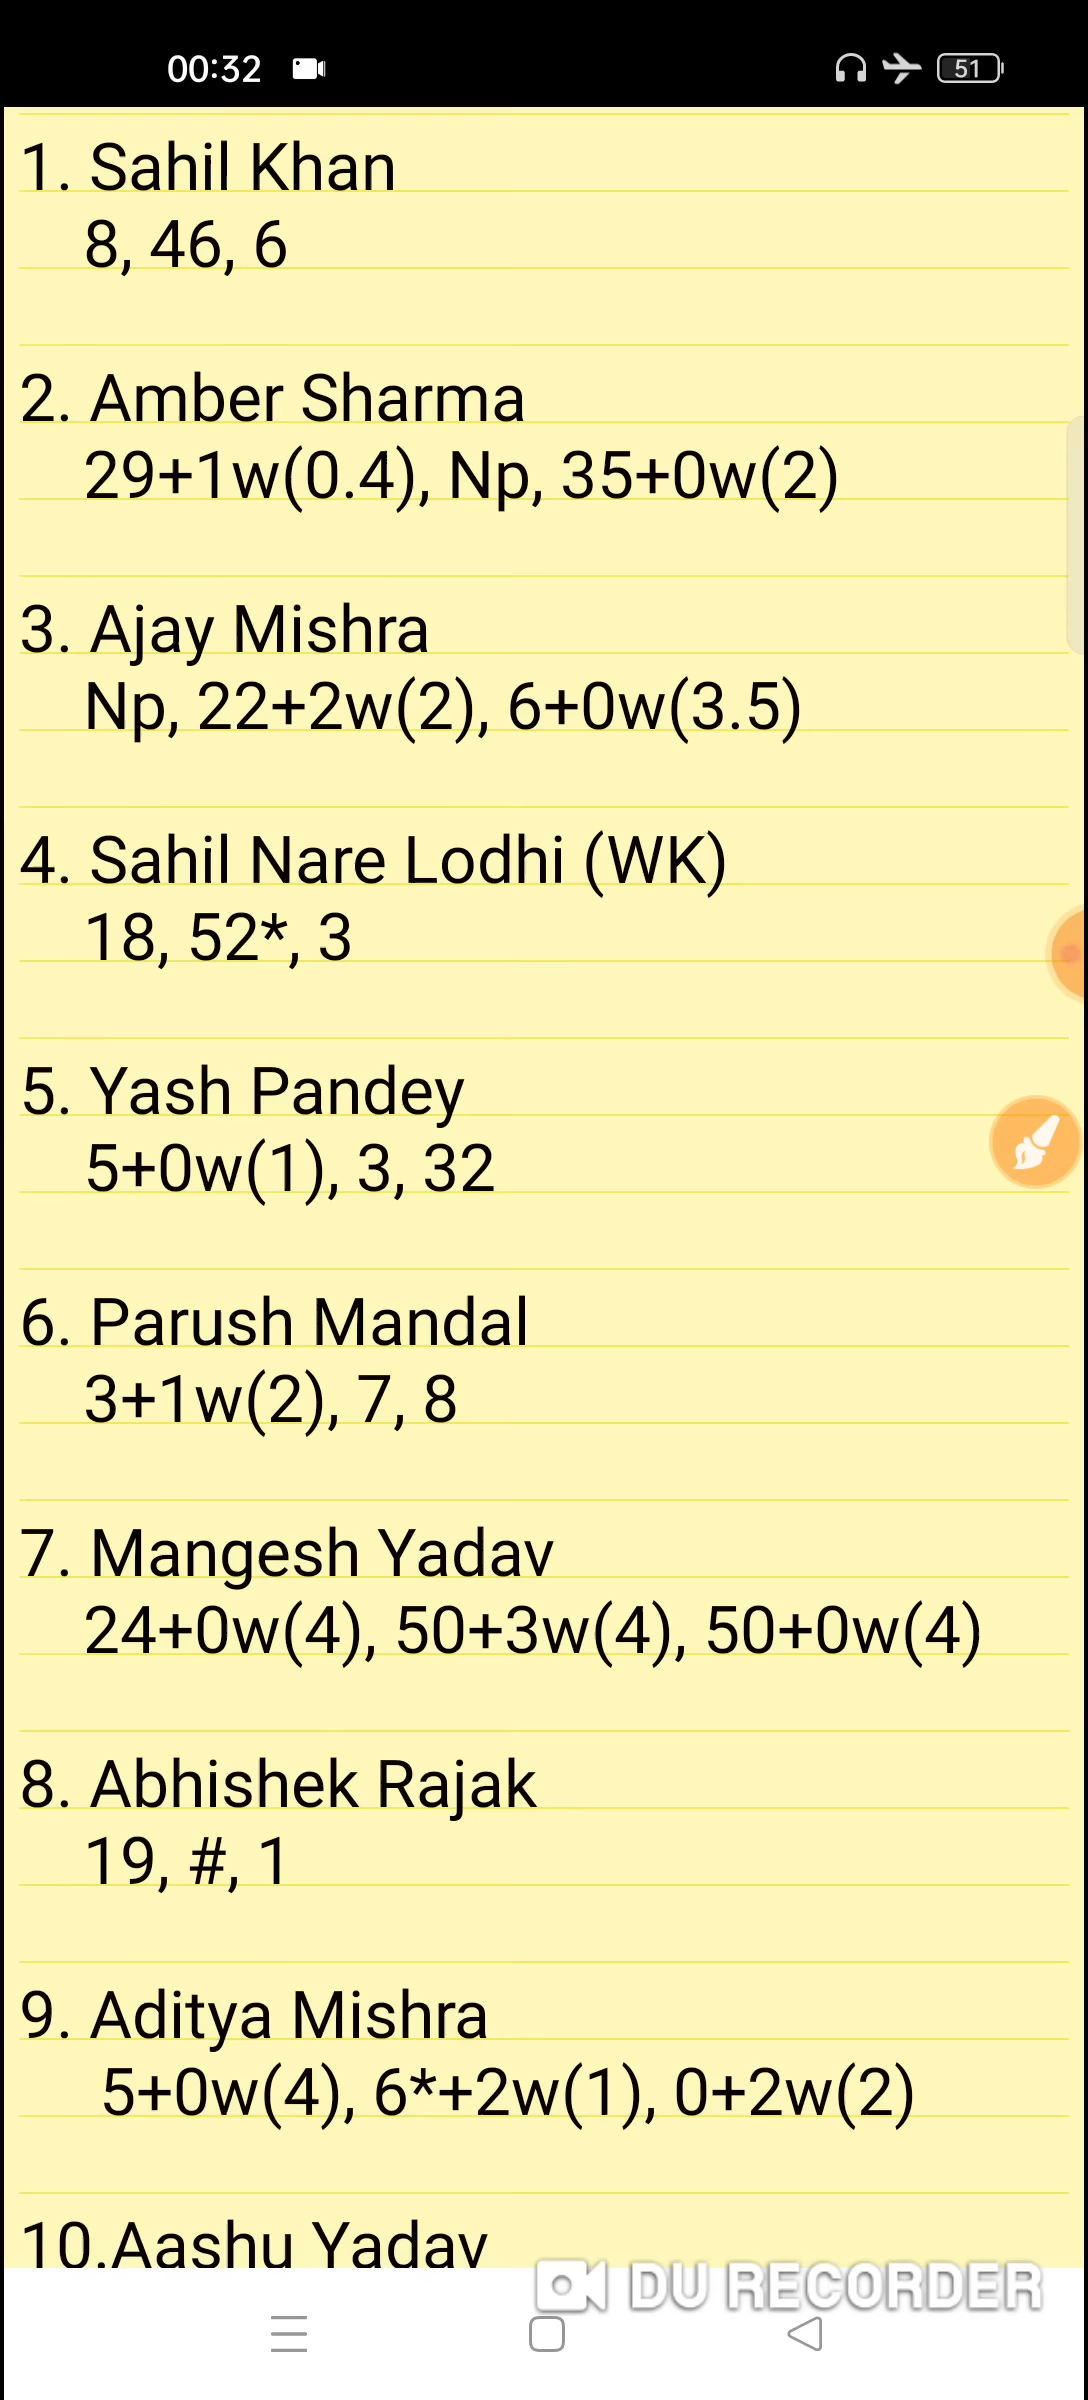 00:32 51
1. Sahil Khan
8, 46, 6
2. Amber Sharma
29+1w(0.4), Np, 35+0w(2)
3. Ajay Mishra
Np, 22+2w(2), 6+0w(3.5)
4. Sahil Nare Lodhi (WK)
18, 52*, 3
5. Yash Pandey
5+0w(1), 3, 32
6. Parush Mandal
3+1w(2), 7, 8
7. Mangesh Yadav
24+0w(4), 50+3w(4), 50+0w(4)
8. Abhishek Rajak
19, #, 1
9. Aditya Mishra
5+0w(4), 6*+2w(1), 0+2w(2)
10.Aashu Yadav
DU RECORDER